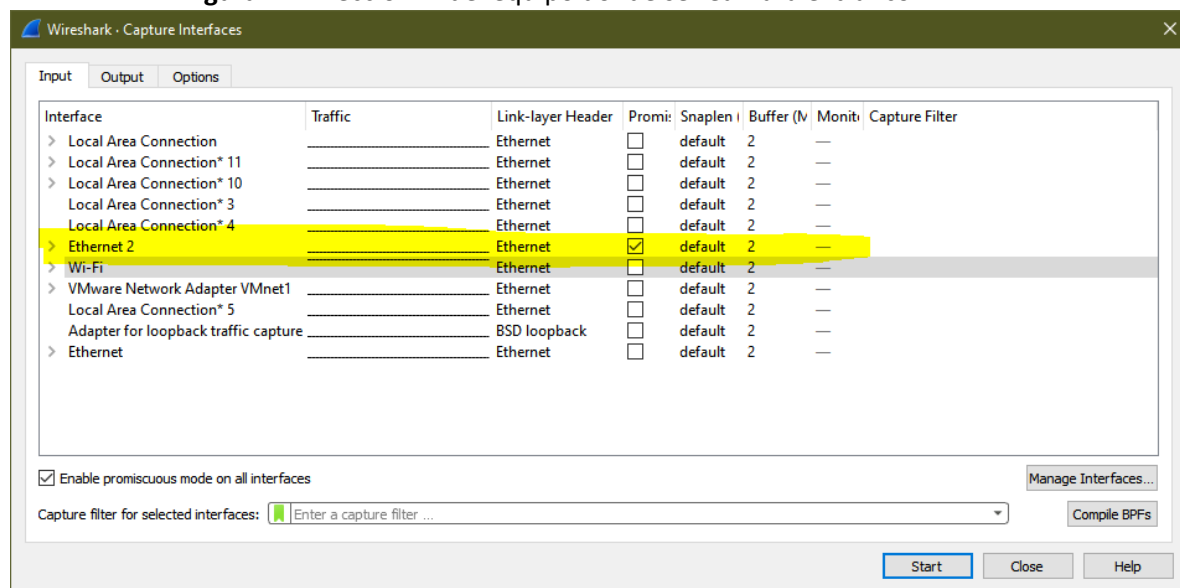 Wireshark · Capture Interfaces
Input Output Options
Interface Traffic Link-layer Header Promi: Snaplen ( Buffer (M Monit Capture Filter
Local Area Connection Ethernet default 2 —
Local Area Connection* 11 Ethernet default 2 —
Local Area Connection* 10 Ethernet default 2 —
Local Area Connection* 3 Ethernet default 2 —
Local Area Connection* 4 Ethernet default 2 —
Ethernet 2 Ethernet default 2 —
Wi-Fi Ethernet default 2 —
VMware Network Adapter VMnet1 Ethernet default 2 —
Local Area Connection* 5 Ethernet default 2 —
Adapter for loopback traffic capture BSD loopback default 2 —
Ethernet Ethernet default 2 —
Enable promiscuous mode on all interfaces Manage Interfaces...
Capture filter for selected interfaces: Enter a capture filter ... Compile BPFs
Start Close Help